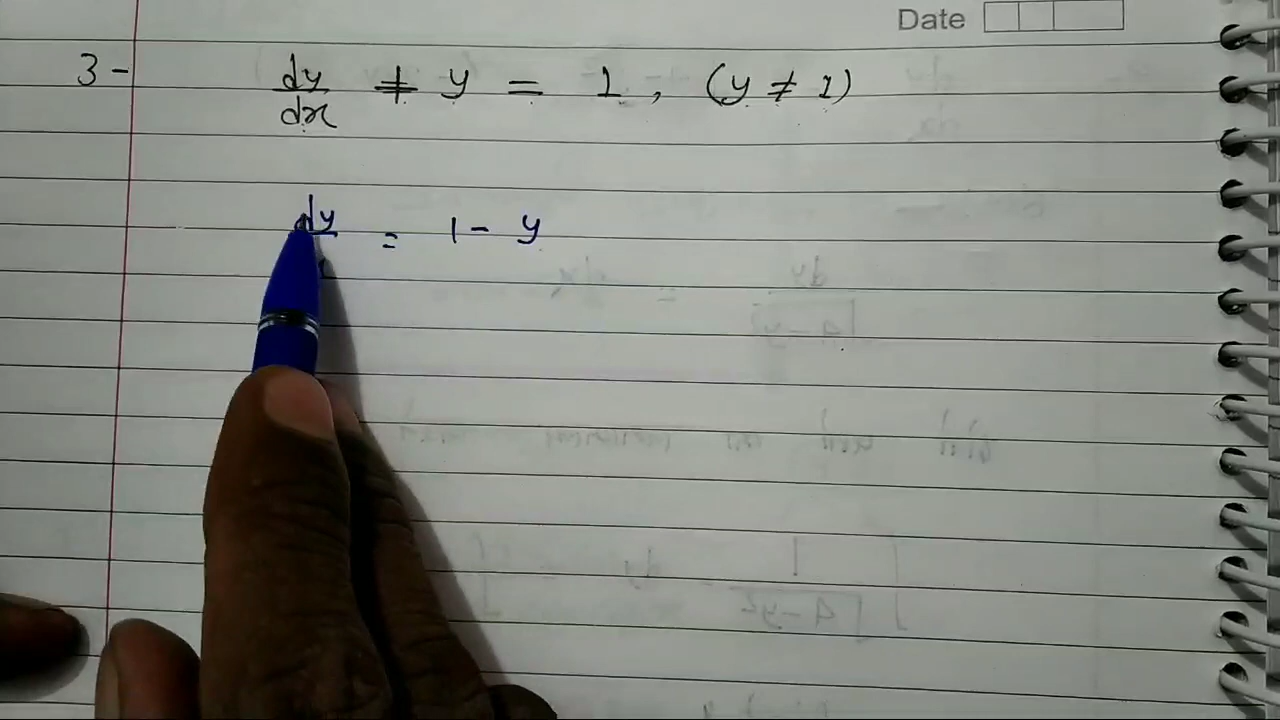 Date
3- dy/dx + y = 1, (y ≠ 1)
dy = 1 - y